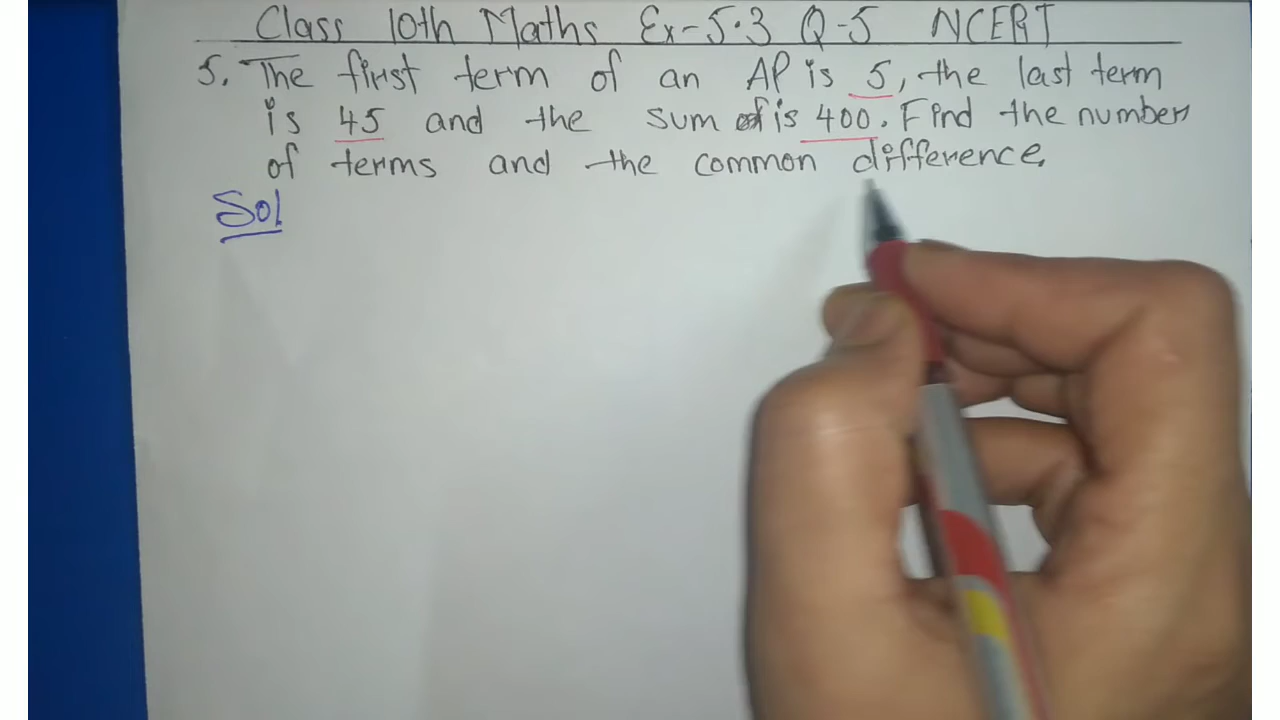 Class 10th Maths Ex-5.3 Q-5 NCERT
5. The first term of an AP is 5, the last term
is 45 and the sum is 400. Find the number
of terms and the common difference.
Sol